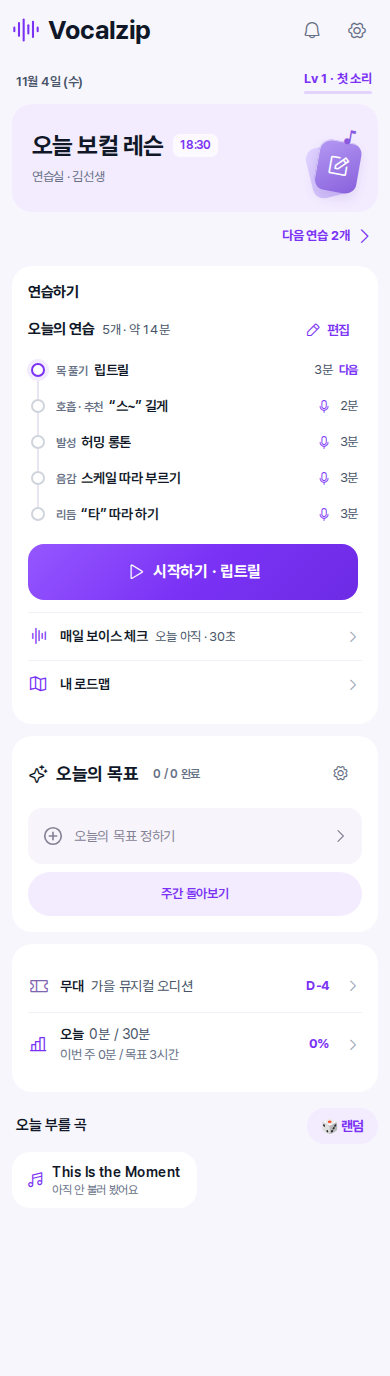 Vocalzip
11월 4일 (수)
Lv 1 · 첫 소리
오늘 보컬 레슨 18:30
연습실 · 김선생
다음 연습 2개
연습하기
오늘의 연습 5개 · 약 14분 편집
목 풀기 립트릴 3분 다음
호흡 · 추천 “스~” 길게 2분
발성 허밍 롱톤 3분
음감 스케일 따라 부르기 3분
리듬 “타” 따라 하기 3분
시작하기 · 립트릴
매일 보이스 체크 오늘 아직 · 30초
내 로드맵
오늘의 목표 0 / 0 완료
오늘의 목표 정하기
주간 돌아보기
무대 가을 뮤지컬 오디션 D-4
오늘 0분 / 30분 0%
이번 주 0분 / 목표 3시간
오늘 부를 곡 랜덤
This Is the Moment
아직 안 불러 봤어요